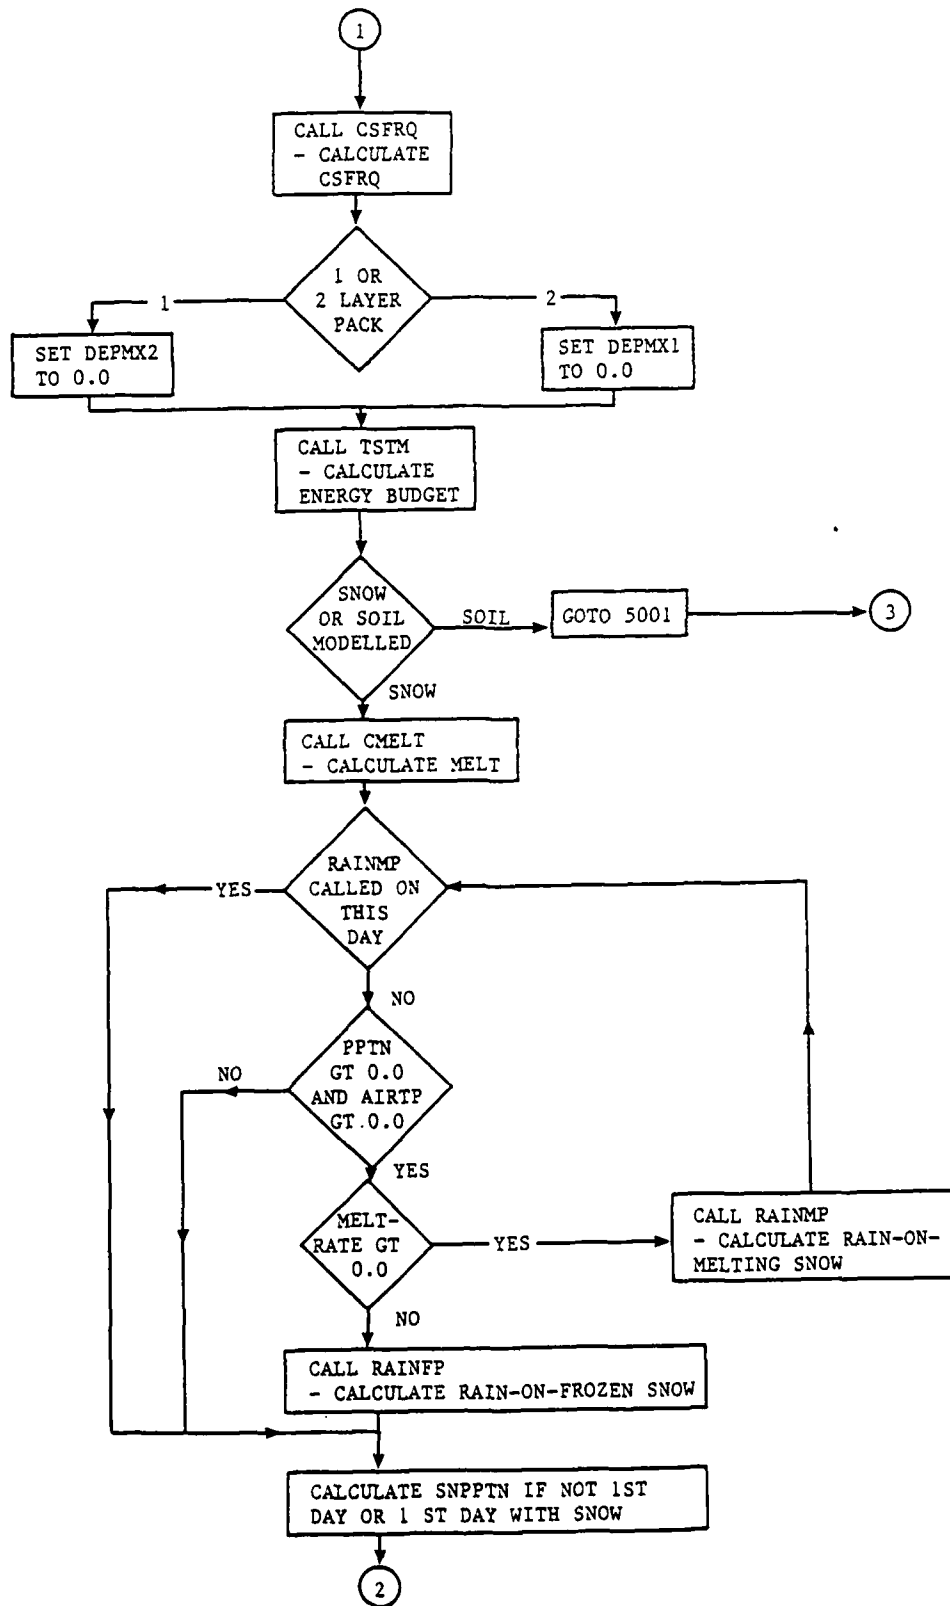 1
CALL CSFRQ
- CALCULATE
CSFRQ
1 OR
2 LAYER
PACK
1
2
SET DEPMX2
TO 0.0
SET DEPMX1
TO 0.0
CALL TSTM
- CALCULATE
ENERGY BUDGET
SNOW
OR SOIL
MODELLED
SOIL
GOTO 5001
3
SNOW
CALL CMELT
- CALCULATE MELT
RAINMP
CALLED ON
THIS
DAY
YES
NO
PPTN
GT 0.0
AND AIRTP
GT.0.0
NO
YES
MELT-
RATE GT
0.0
YES
CALL RAINMP
- CALCULATE RAIN-ON-
MELTING SNOW
NO
CALL RAINFP
- CALCULATE RAIN-ON-FROZEN SNOW
CALCULATE SNPPTN IF NOT 1ST
DAY OR 1 ST DAY WITH SNOW
2